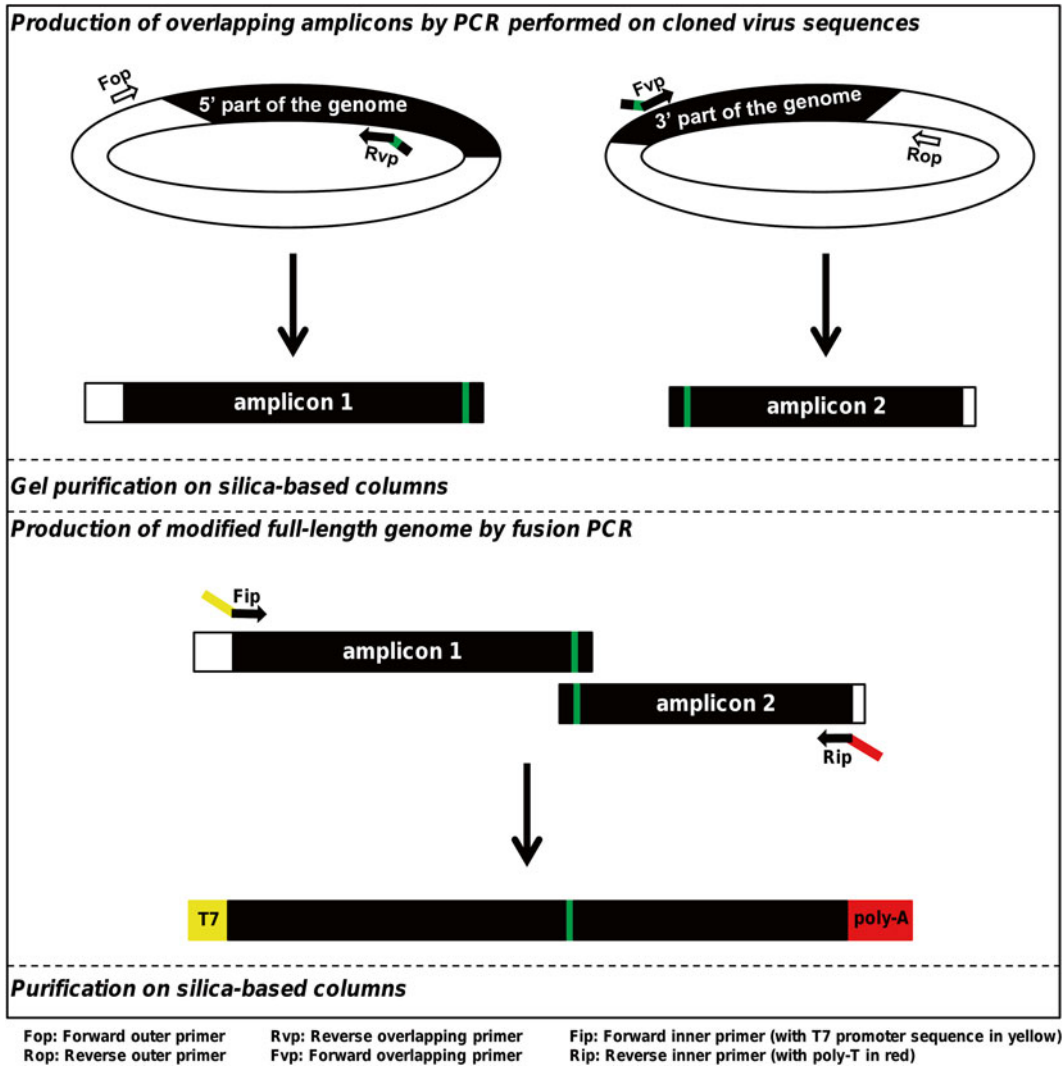 Production of overlapping amplicons by PCR performed on cloned virus sequences
Fop
5' part of the genome
Rvp
Fvp
3' part of the genome
Rop
amplicon 1
amplicon 2
Gel purification on silica-based columns
Production of modified full-length genome by fusion PCR
Fip
amplicon 1
amplicon 2
Rip
T7
poly-A
Purification on silica-based columns
Fop: Forward outer primer
Rop: Reverse outer primer
Rvp: Reverse overlapping primer
Fvp: Forward overlapping primer
Fip: Forward inner primer (with T7 promoter sequence in yellow)
Rip: Reverse inner primer (with poly-T in red)